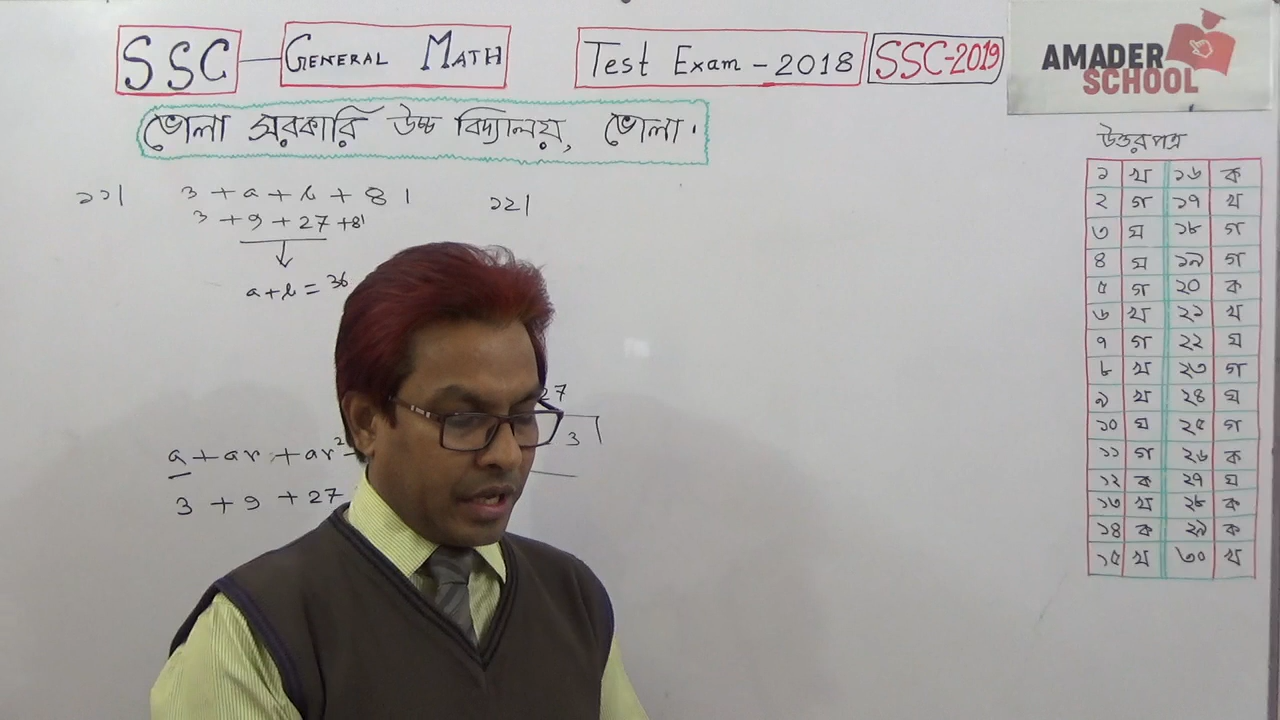 SSC GENERAL MATH Test Exam - 2018 SSC-2019
AMADER SCHOOL
ভোলা সরকারি উচ্চ বিদ্যালয়, ভোলা.
১১। 3 + a + b + 81
3 + 9 + 27 + 81
a + b = 36
১২।
27
3
a + ar + ar²
3 + 9 + 27
উত্তরপত্র
১ খ ১৬ ক
২ গ ১৭ খ
৩ ঘ ১৮ গ
৪ ঘ ১৯ গ
৫ গ ২০ ক
৬ খ ২১ খ
৭ গ ২২ ঘ
৮ খ ২৩ গ
৯ খ ২৪ ঘ
১০ ঘ ২৫ গ
১১ গ ২৬ ক
১২ ক ২৭ ঘ
১৩ খ ২৮ ক
১৪ ক ২৯ ক
১৫ খ ৩০ খ